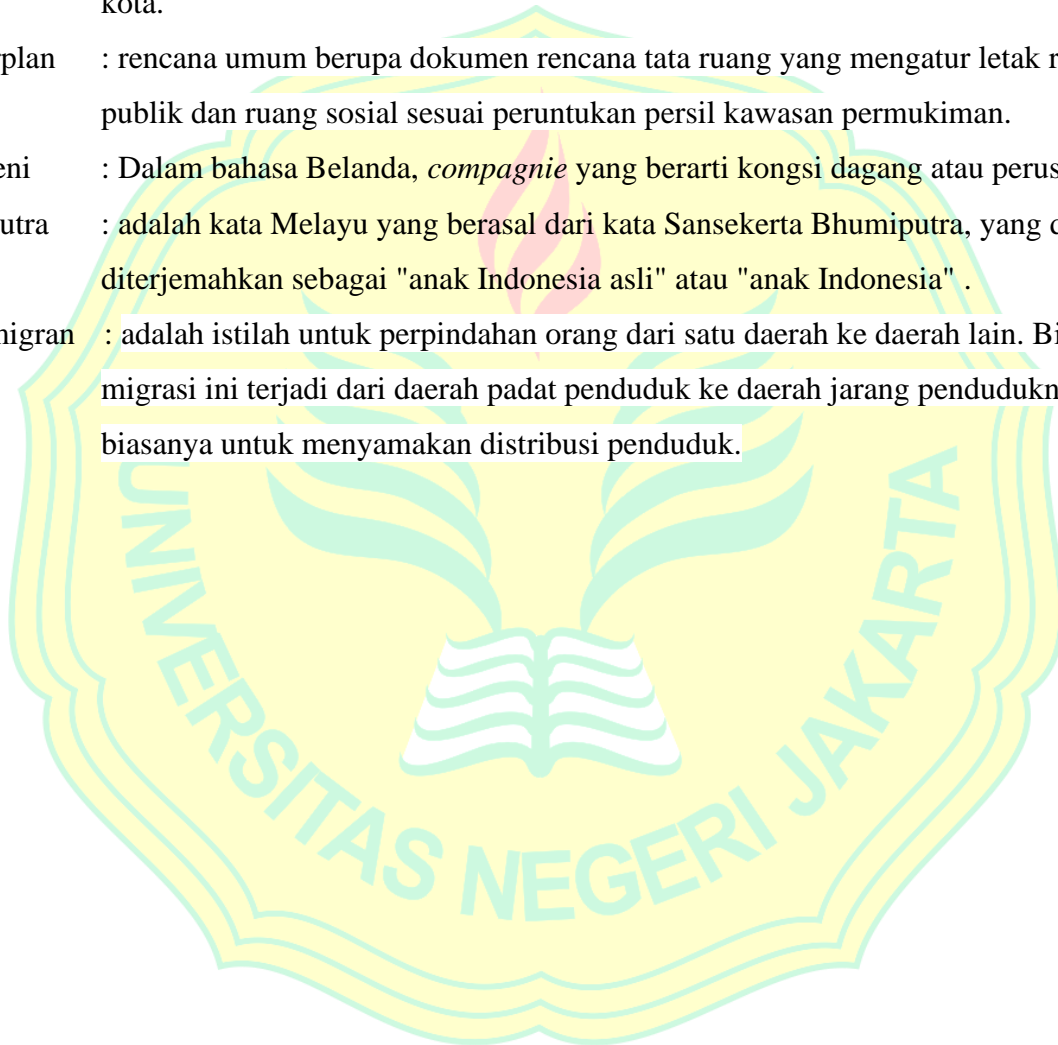 kota.
rplan : rencana umum berupa dokumen rencana tata ruang yang mengatur letak r
publik dan ruang sosial sesuai peruntukan persil kawasan permukiman.
eni : Dalam bahasa Belanda, compagnie yang berarti kongsi dagang atau perus
utra : adalah kata Melayu yang berasal dari kata Sansekerta Bhumiputra, yang d
diterjemahkan sebagai "anak Indonesia asli" atau "anak Indonesia" .
nigran : adalah istilah untuk perpindahan orang dari satu daerah ke daerah lain. Bi
migrasi ini terjadi dari daerah padat penduduk ke daerah jarang pendudukn
biasanya untuk menyamakan distribusi penduduk.
UNIVERSITAS NEGERI JAKARTA